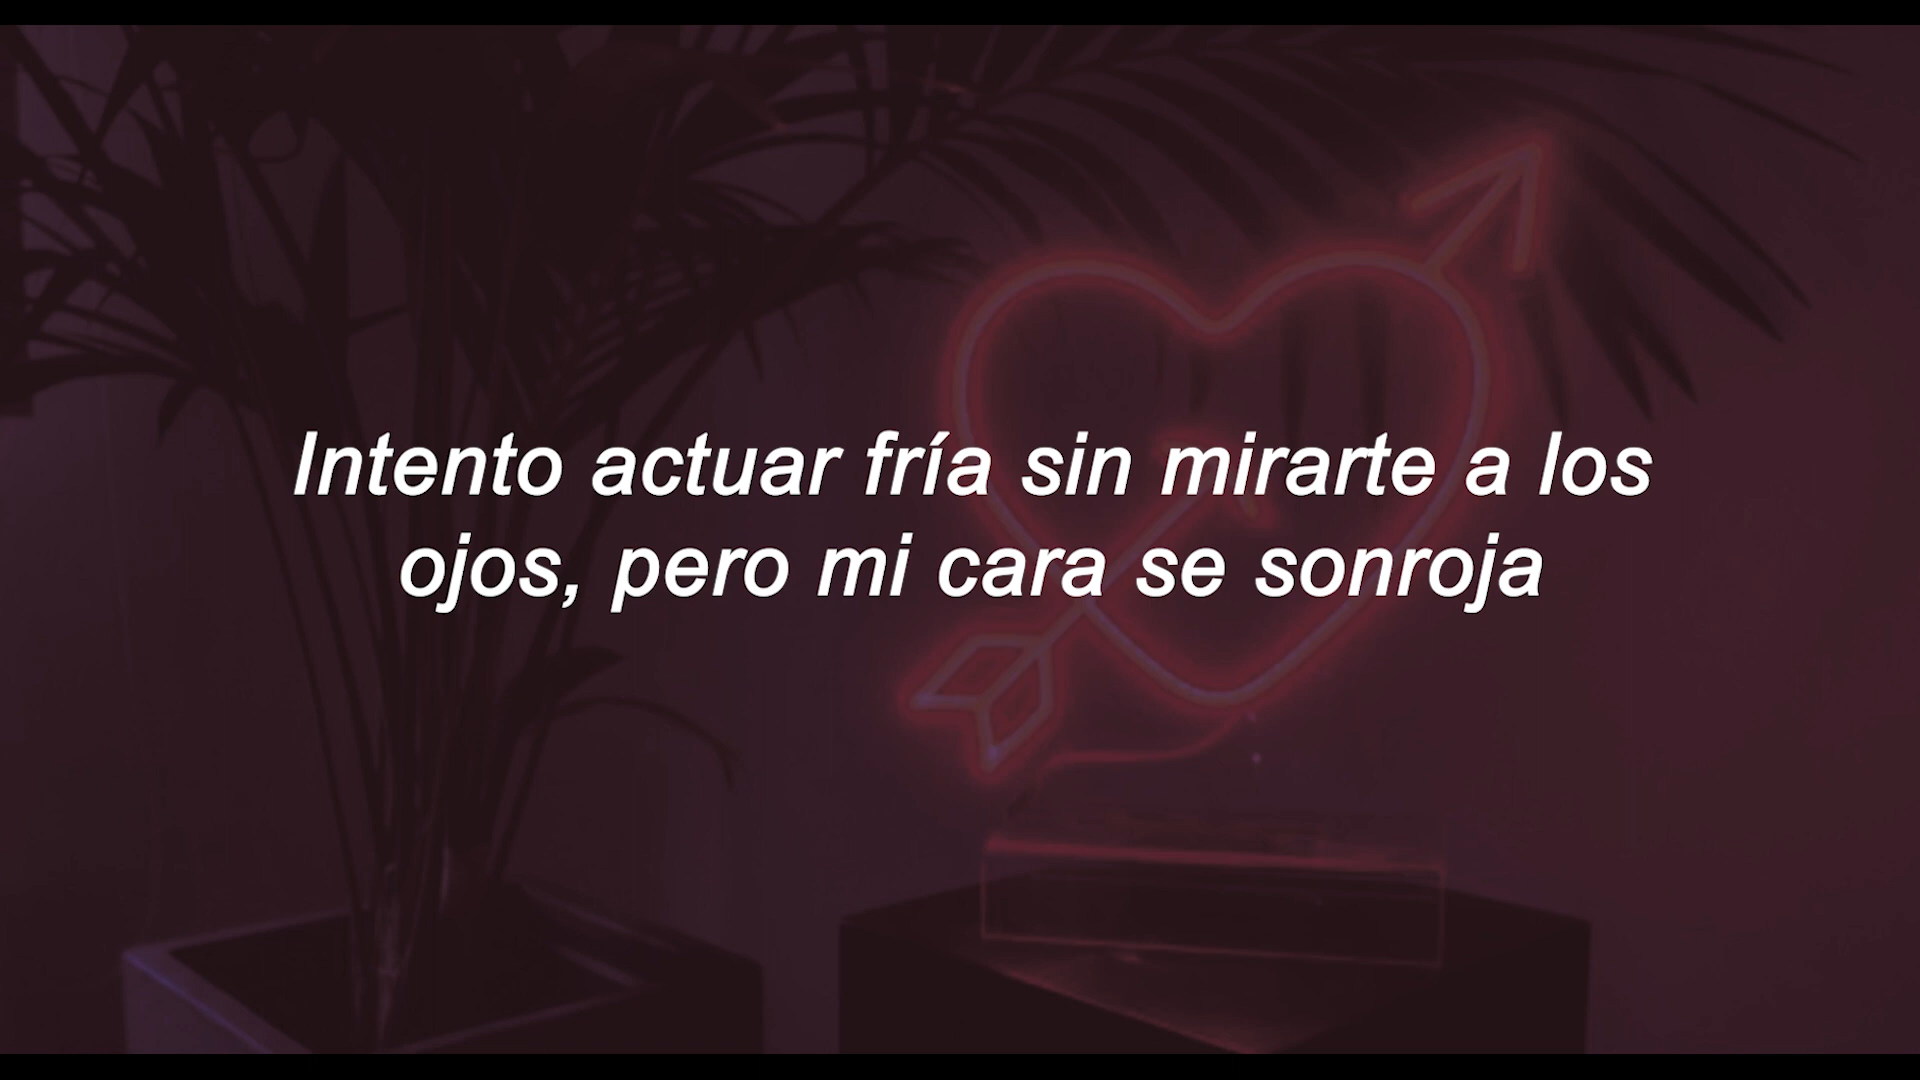 Intento actuar fría sin mirarte a los
ojos, pero mi cara se sonroja